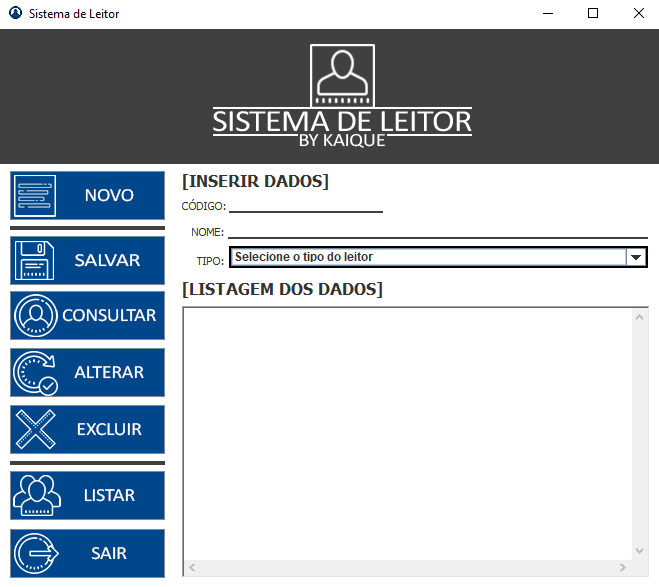 Sistema de Leitor
SISTEMA DE LEITOR
BY KAIQUE
NOVO
SALVAR
CONSULTAR
ALTERAR
EXCLUIR
LISTAR
SAIR
[INSERIR DADOS]
CÓDIGO:
NOME:
TIPO: Selecione o tipo do leitor
[LISTAGEM DOS DADOS]